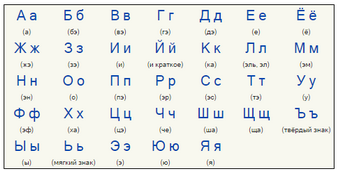 Аа Бб Вв Гг Дд Ее Ёё
(а) (бэ) (вэ) (гэ) (дэ) (е) (ё)
Жж Зз Ии Йй Кк Лл Мм
(жэ) (зэ) (и) (и краткое) (ка) (эль, эл) (эм)
Нн Оо Пп Рр Сс Тт Уу
(эн) (о) (пэ) (эр) (эс) (тэ) (у)
Фф Хх Цц Чч Шш Щщ Ъъ
(эф) (ха) (цэ) (че) (ша) (ща) (твёрдый знак)
Ыы Ьь Ээ Юю Яя
(ы) (мягкий знак) (э) (ю) (я)